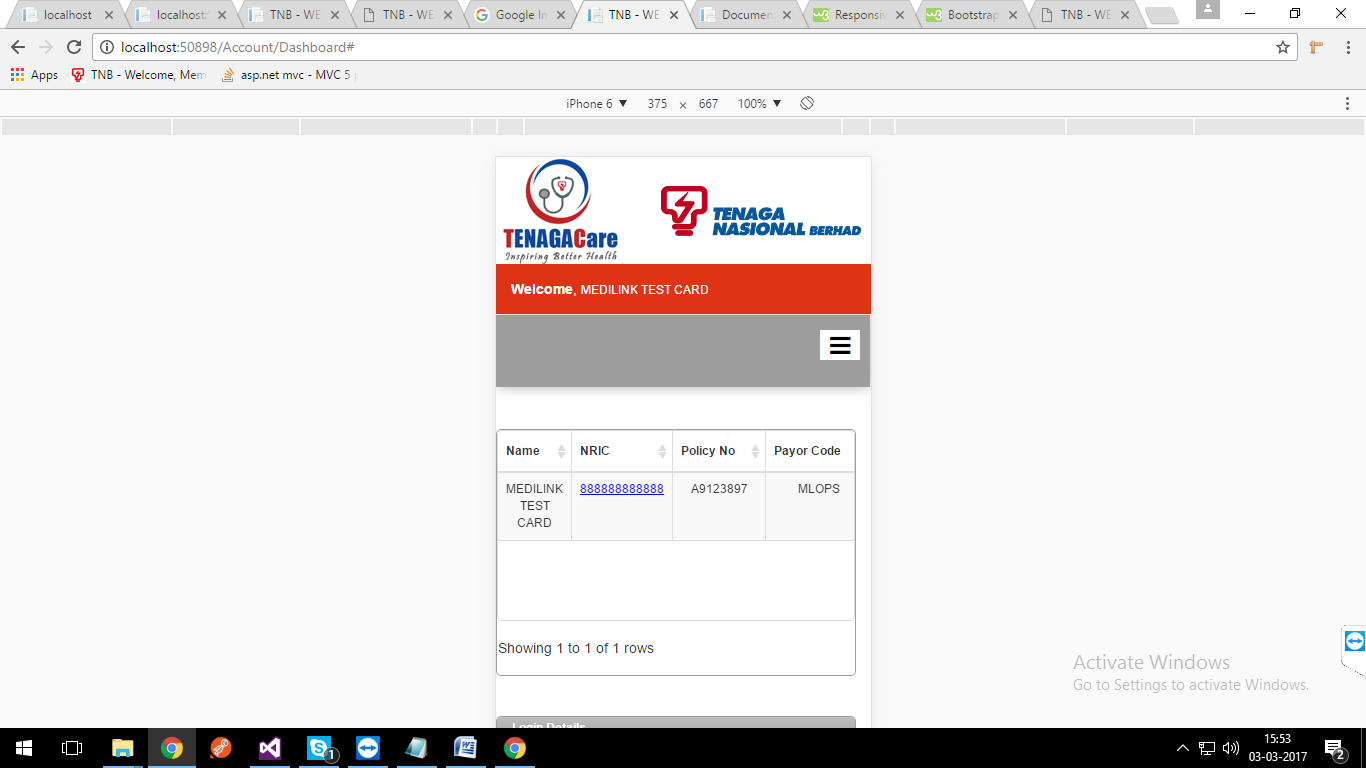 localhost
localhost:
TNB - WE
TNB - WE
Google In
TNB - WE
Documen
Responsiv
Bootstrap
TNB - WE
localhost:50898/Account/Dashboard#
Apps
TNB - Welcome, Mem
asp.net mvc - MVC 5
iPhone 6 ▼
375 × 667
100% ▼
TENAGACare
Inspiring Better Health
TENAGA
NASIONAL BERHAD
Welcome, MEDILINK TEST CARD
Name NRIC Policy No Payor Code
MEDILINK 888888888888 A9123897 MLOPS
TEST
CARD
Showing 1 to 1 of 1 rows
Login Details
Activate Windows
Go to Settings to activate Windows.
1
15:53
03-03-2017
2